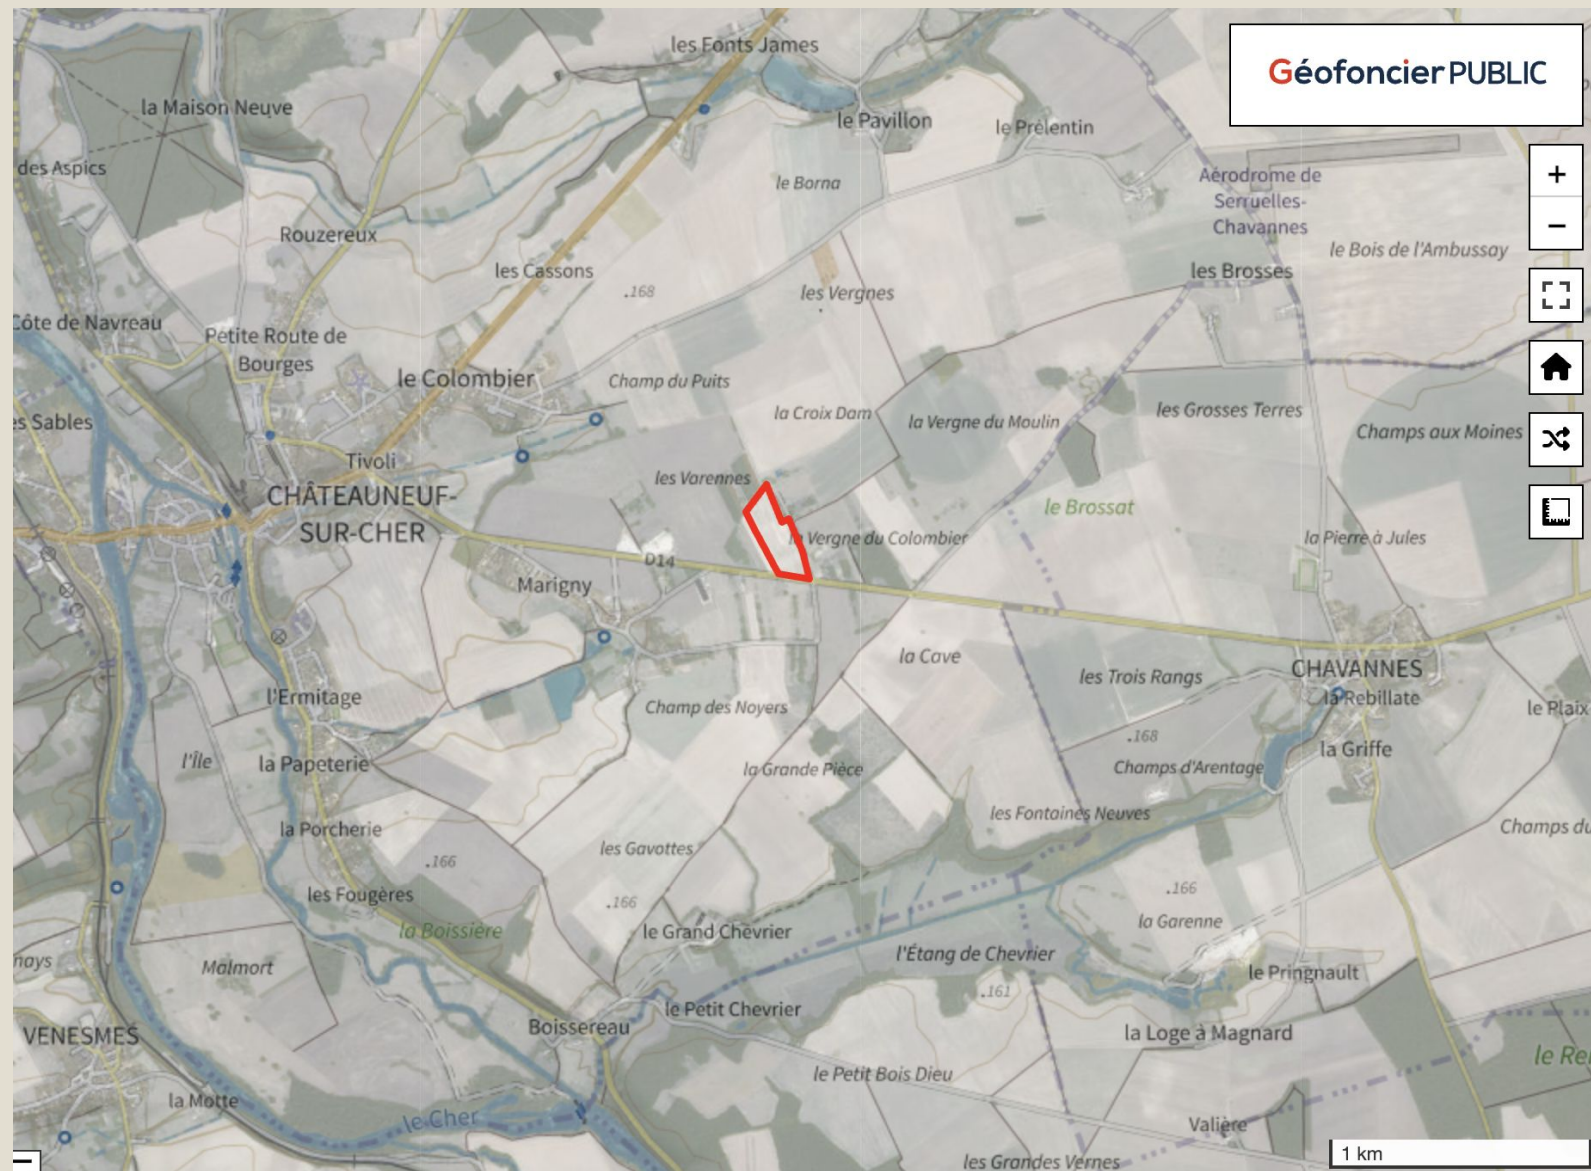 les Fonts James
Géofoncier PUBLIC
la Maison Neuve
le Pavillon
le Prélentin
des Aspics
le Borna
Aérodrome de
Serruelles-
Chavannes
+
−
Rouzereux
les Cassons
le Bois de l'Ambussay
les Brosses
.168
les Vergnes
Côte de Navreau
Petite Route de
Bourges
le Colombier
Champ du Puits
la Croix Dam
la Vergne du Moulin
les Grosses Terres
Champs aux Moines
es Sables
Tivoli
les Varennes
CHÂTEAUNEUF-
SUR-CHER
le Brossat
Vergne du Colombier
la Pierre à Jules
D14
Marigny
la Cave
les Trois Rangs
CHAVANNES
la Rebillate
l'Ermitage
Champ des Noyers
le Plaix
.168
la Griffe
l'Île
la Papeterie
la Grande Pièce
Champs d'Arentage
les Fontaines Neuves
la Porcherie
Champs du
.166
les Gavottes
les Fougères
.166
.166
la Garenne
la Boissière
le Grand Chevrier
l'Étang de Chevrier
nays
Malmort
le Pringnault
.161
le Petit Chevrier
Boissereau
VENESMES
la Loge à Magnard
le Re
le Petit Bois Dieu
la Motte
le Cher
Valière
1 km
les Grandes Vernes